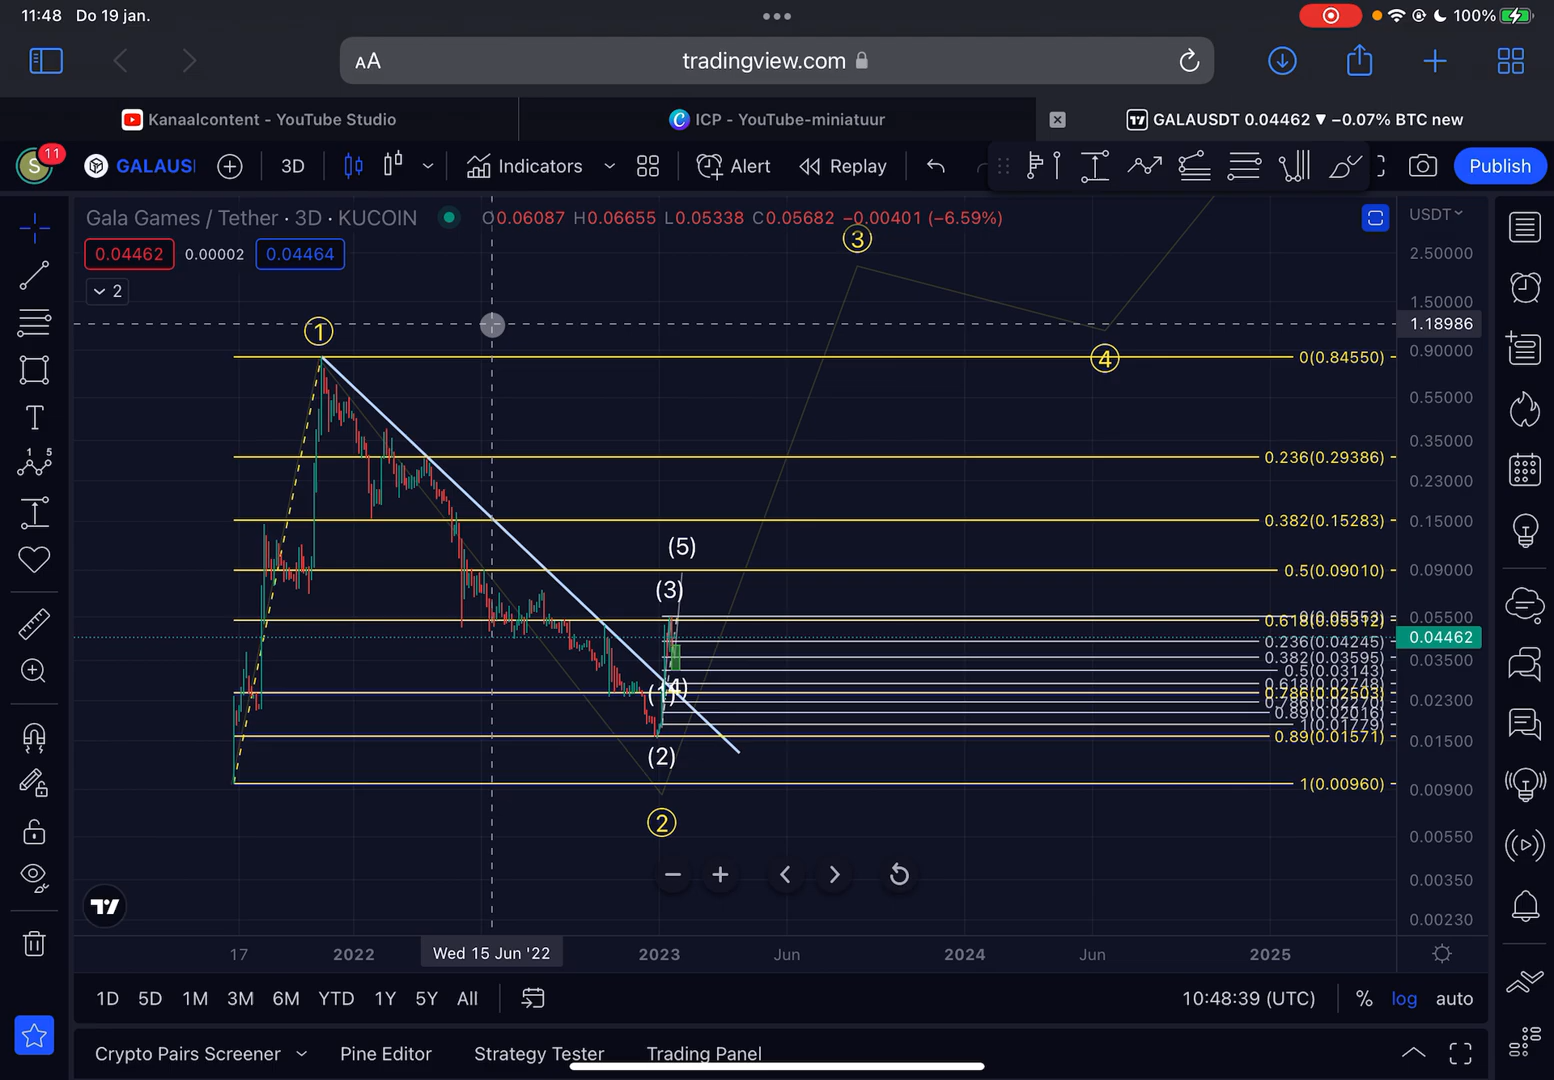 11:48 Do 19 jan.
100%
AA
tradingview.com
Kanaalcontent - YouTube Studio
ICP - YouTube-miniatuur
GALAUSDT 0.04462 ▼ −0.07% BTC new
S 11
GALAUS
3D
Indicators
Alert
Replay
Publish
Gala Games / Tether · 3D · KUCOIN
O0.06087 H0.06655 L0.05338 C0.05682 −0.00401 (−6.59%)
USDT
0.04462 0.00002 0.04464
2
2.50000
1.50000
1.18986
0.90000
0.55000
0.35000
0.23000
0.15000
0.09000
0.05500
0.04462
0.03500
0.02300
0.01500
0.00900
0.00550
0.00350
0.00230
1
2
3
4
(5)
(3)
(2)
0(0.84550)
0.236(0.29386)
0.382(0.15283)
0.5(0.09010)
0.618(0.05312)
0.236(0.04245)
0.382(0.03595)
0.5(0.03143)
0.89(0.01571)
1(0.00960)
17 2022 Wed 15 Jun '22 2023 Jun 2024 Jun 2025
1D 5D 1M 3M 6M YTD 1Y 5Y All
10:48:39 (UTC) % log auto
Crypto Pairs Screener Pine Editor Strategy Tester Trading Panel